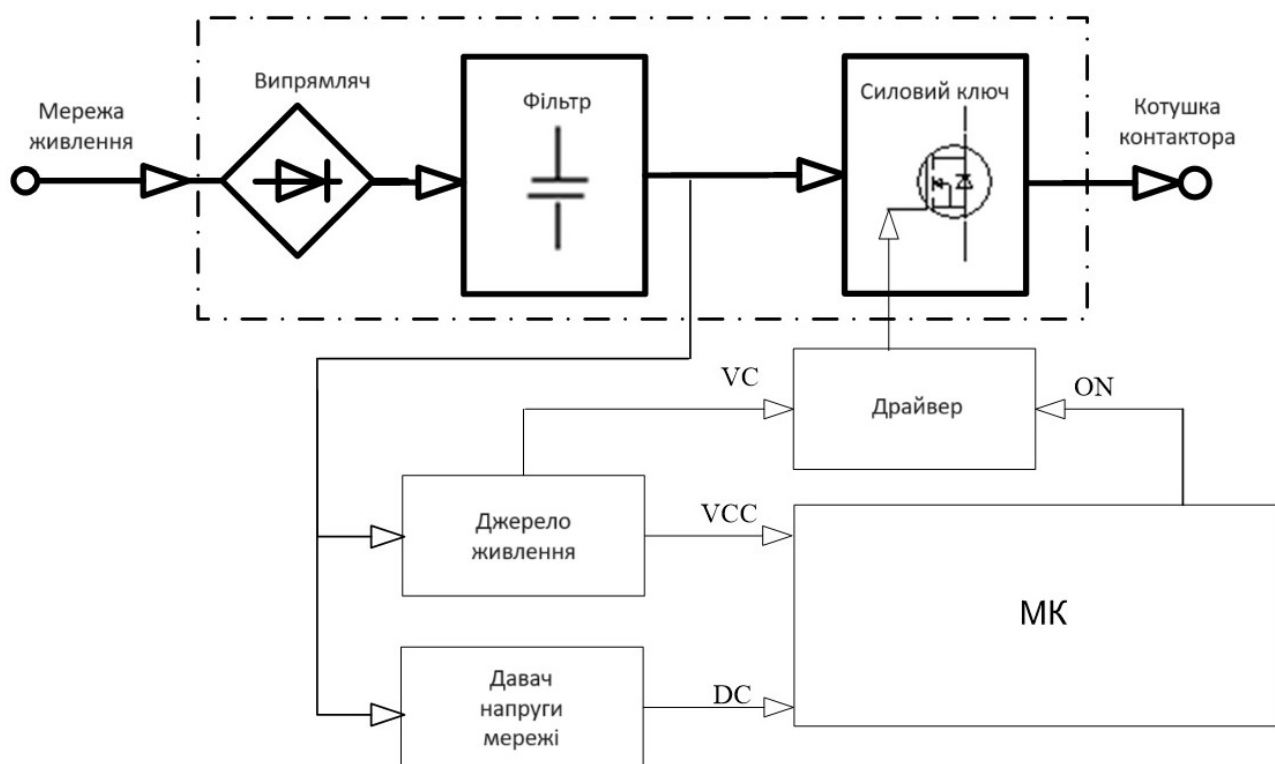 Мережа
живлення
Випрямляч
Фільтр
Силовий ключ
Котушка
контактора
VC
Драйвер
ON
Джерело
живлення
VCC
МК
Давач
напруги
мережі
DC